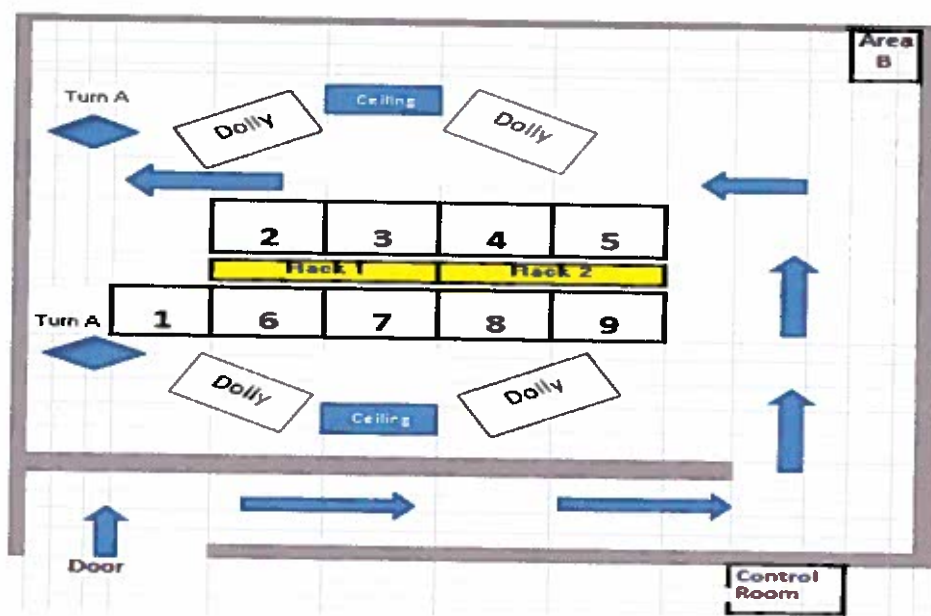 Area
B
Turn A
Dolly
Ceiling
Dolly
2
3
4
5
Rack 1
Rack 2
1
6
7
8
9
Turn A
Dolly
Ceiling
Dolly
Door
Control
Room